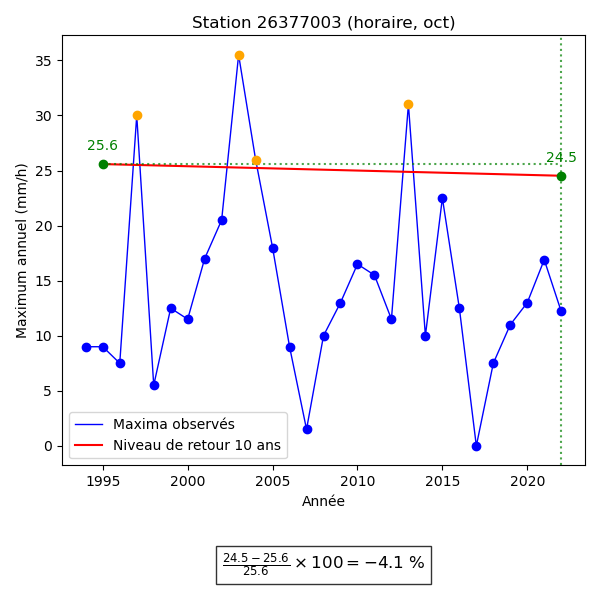 Station 26377003 (horaire, oct)
Maximum annuel (mm/h)
35
30
25
20
15
10
5
0
25.6
24.5
Maxima observés
Niveau de retour 10 ans
1995 2000 2005 2010 2015 2020
Année
(24.5 − 25.6)/25.6 × 100 = −4.1 %